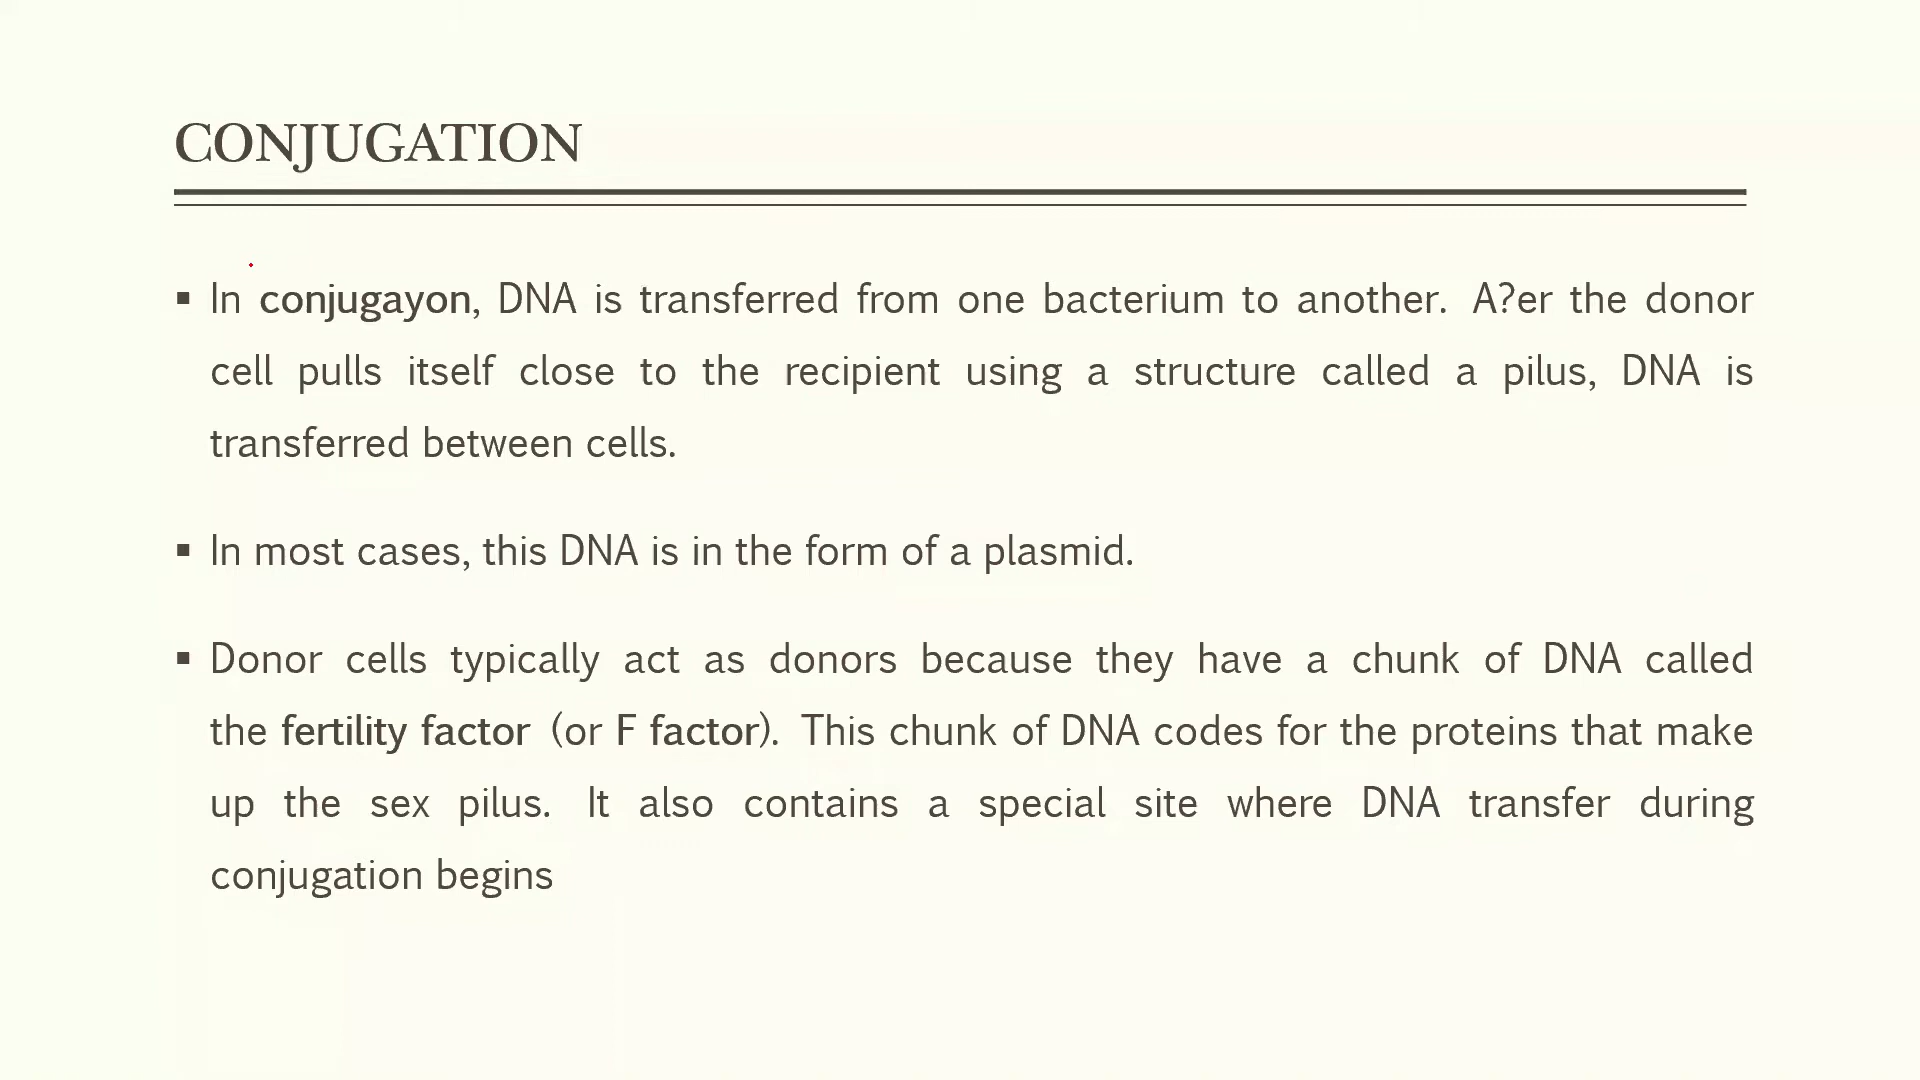 CONJUGATION
▪ In conjugayon, DNA is transferred from one bacterium to another. A?er the donor
cell pulls itself close to the recipient using a structure called a pilus, DNA is
transferred between cells.
▪ In most cases, this DNA is in the form of a plasmid.
▪ Donor cells typically act as donors because they have a chunk of DNA called
the fertility factor (or F factor). This chunk of DNA codes for the proteins that make
up the sex pilus. It also contains a special site where DNA transfer during
conjugation begins